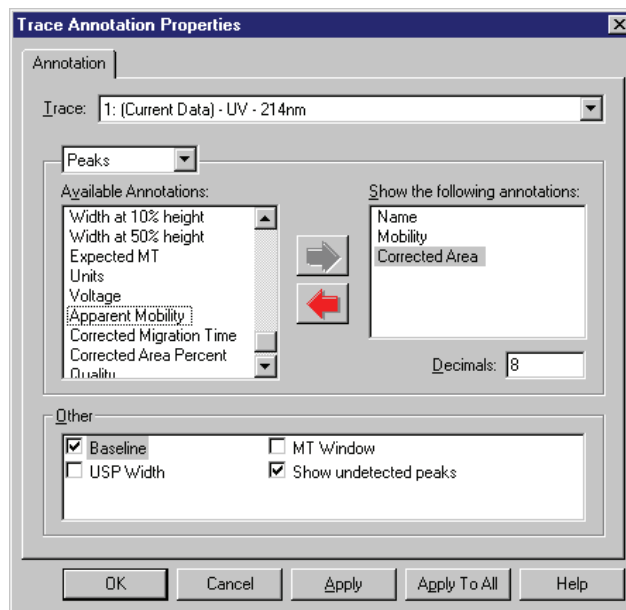 Trace Annotation Properties
Annotation
Trace: 1: (Current Data) - UV - 214nm
Peaks
Available Annotations:
Width at 10% height
Width at 50% height
Expected MT
Units
Voltage
Apparent Mobility
Corrected Migration Time
Corrected Area Percent
Quality
Show the following annotations:
Name
Mobility
Corrected Area
Decimals: 8
Other
Baseline
MT Window
USP Width
Show undetected peaks
OK Cancel Apply Apply To All Help